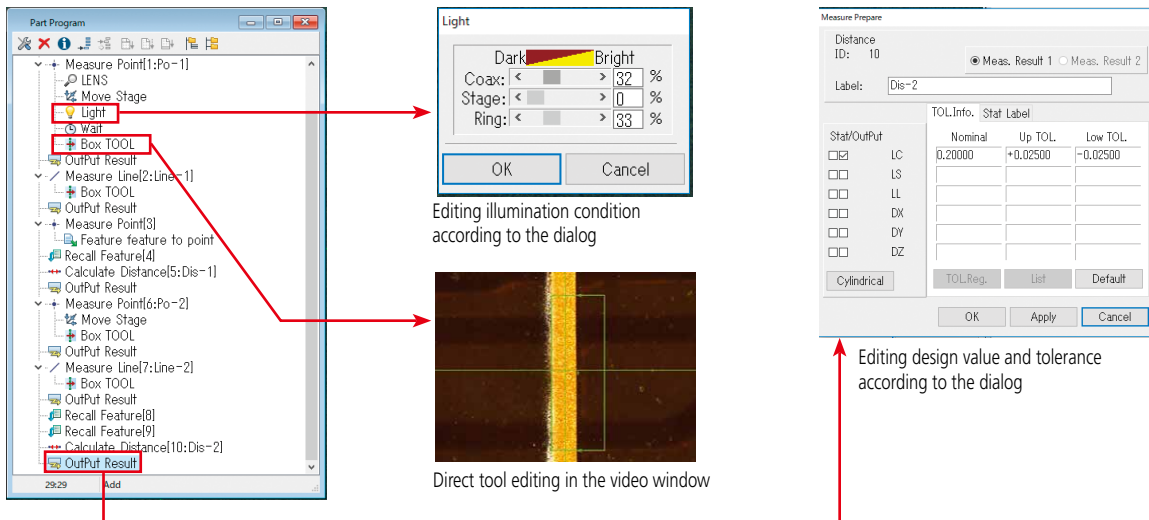 Part Program
Measure Point[1:Po-1]
LENS
Move Stage
Light
Wait
Box TOOL
OutPut Result
Measure Line[2:Line-1]
Box TOOL
OutPut Result
Measure Point[3]
Feature feature to point
Recall Feature[4]
Calculate Distance[5:Dis-1]
OutPut Result
Measure Point[6:Po-2]
Move Stage
Box TOOL
OutPut Result
Measure Line[7:Line-2]
Box TOOL
OutPut Result
Recall Feature[8]
Recall Feature[9]
Calculate Distance[10:Dis-2]
OutPut Result
29:29 Add
Light
Dark Bright
Coax: < > 32 %
Stage: < > 0 %
Ring: < > 33 %
OK Cancel
Editing illumination condition
according to the dialog
Direct tool editing in the video window
Measure Prepare
Distance
ID: 10
Meas. Result 1 Meas. Result 2
Label: Dis-2
TOL.Info. Stat Label
Stat/OutPut Nominal Up TOL. Low TOL.
LC 0.20000 +0.02500 -0.02500
LS
LL
DX
DY
DZ
Cylindrical TOL.Reg. List Default
OK Apply Cancel
Editing design value and tolerance
according to the dialog